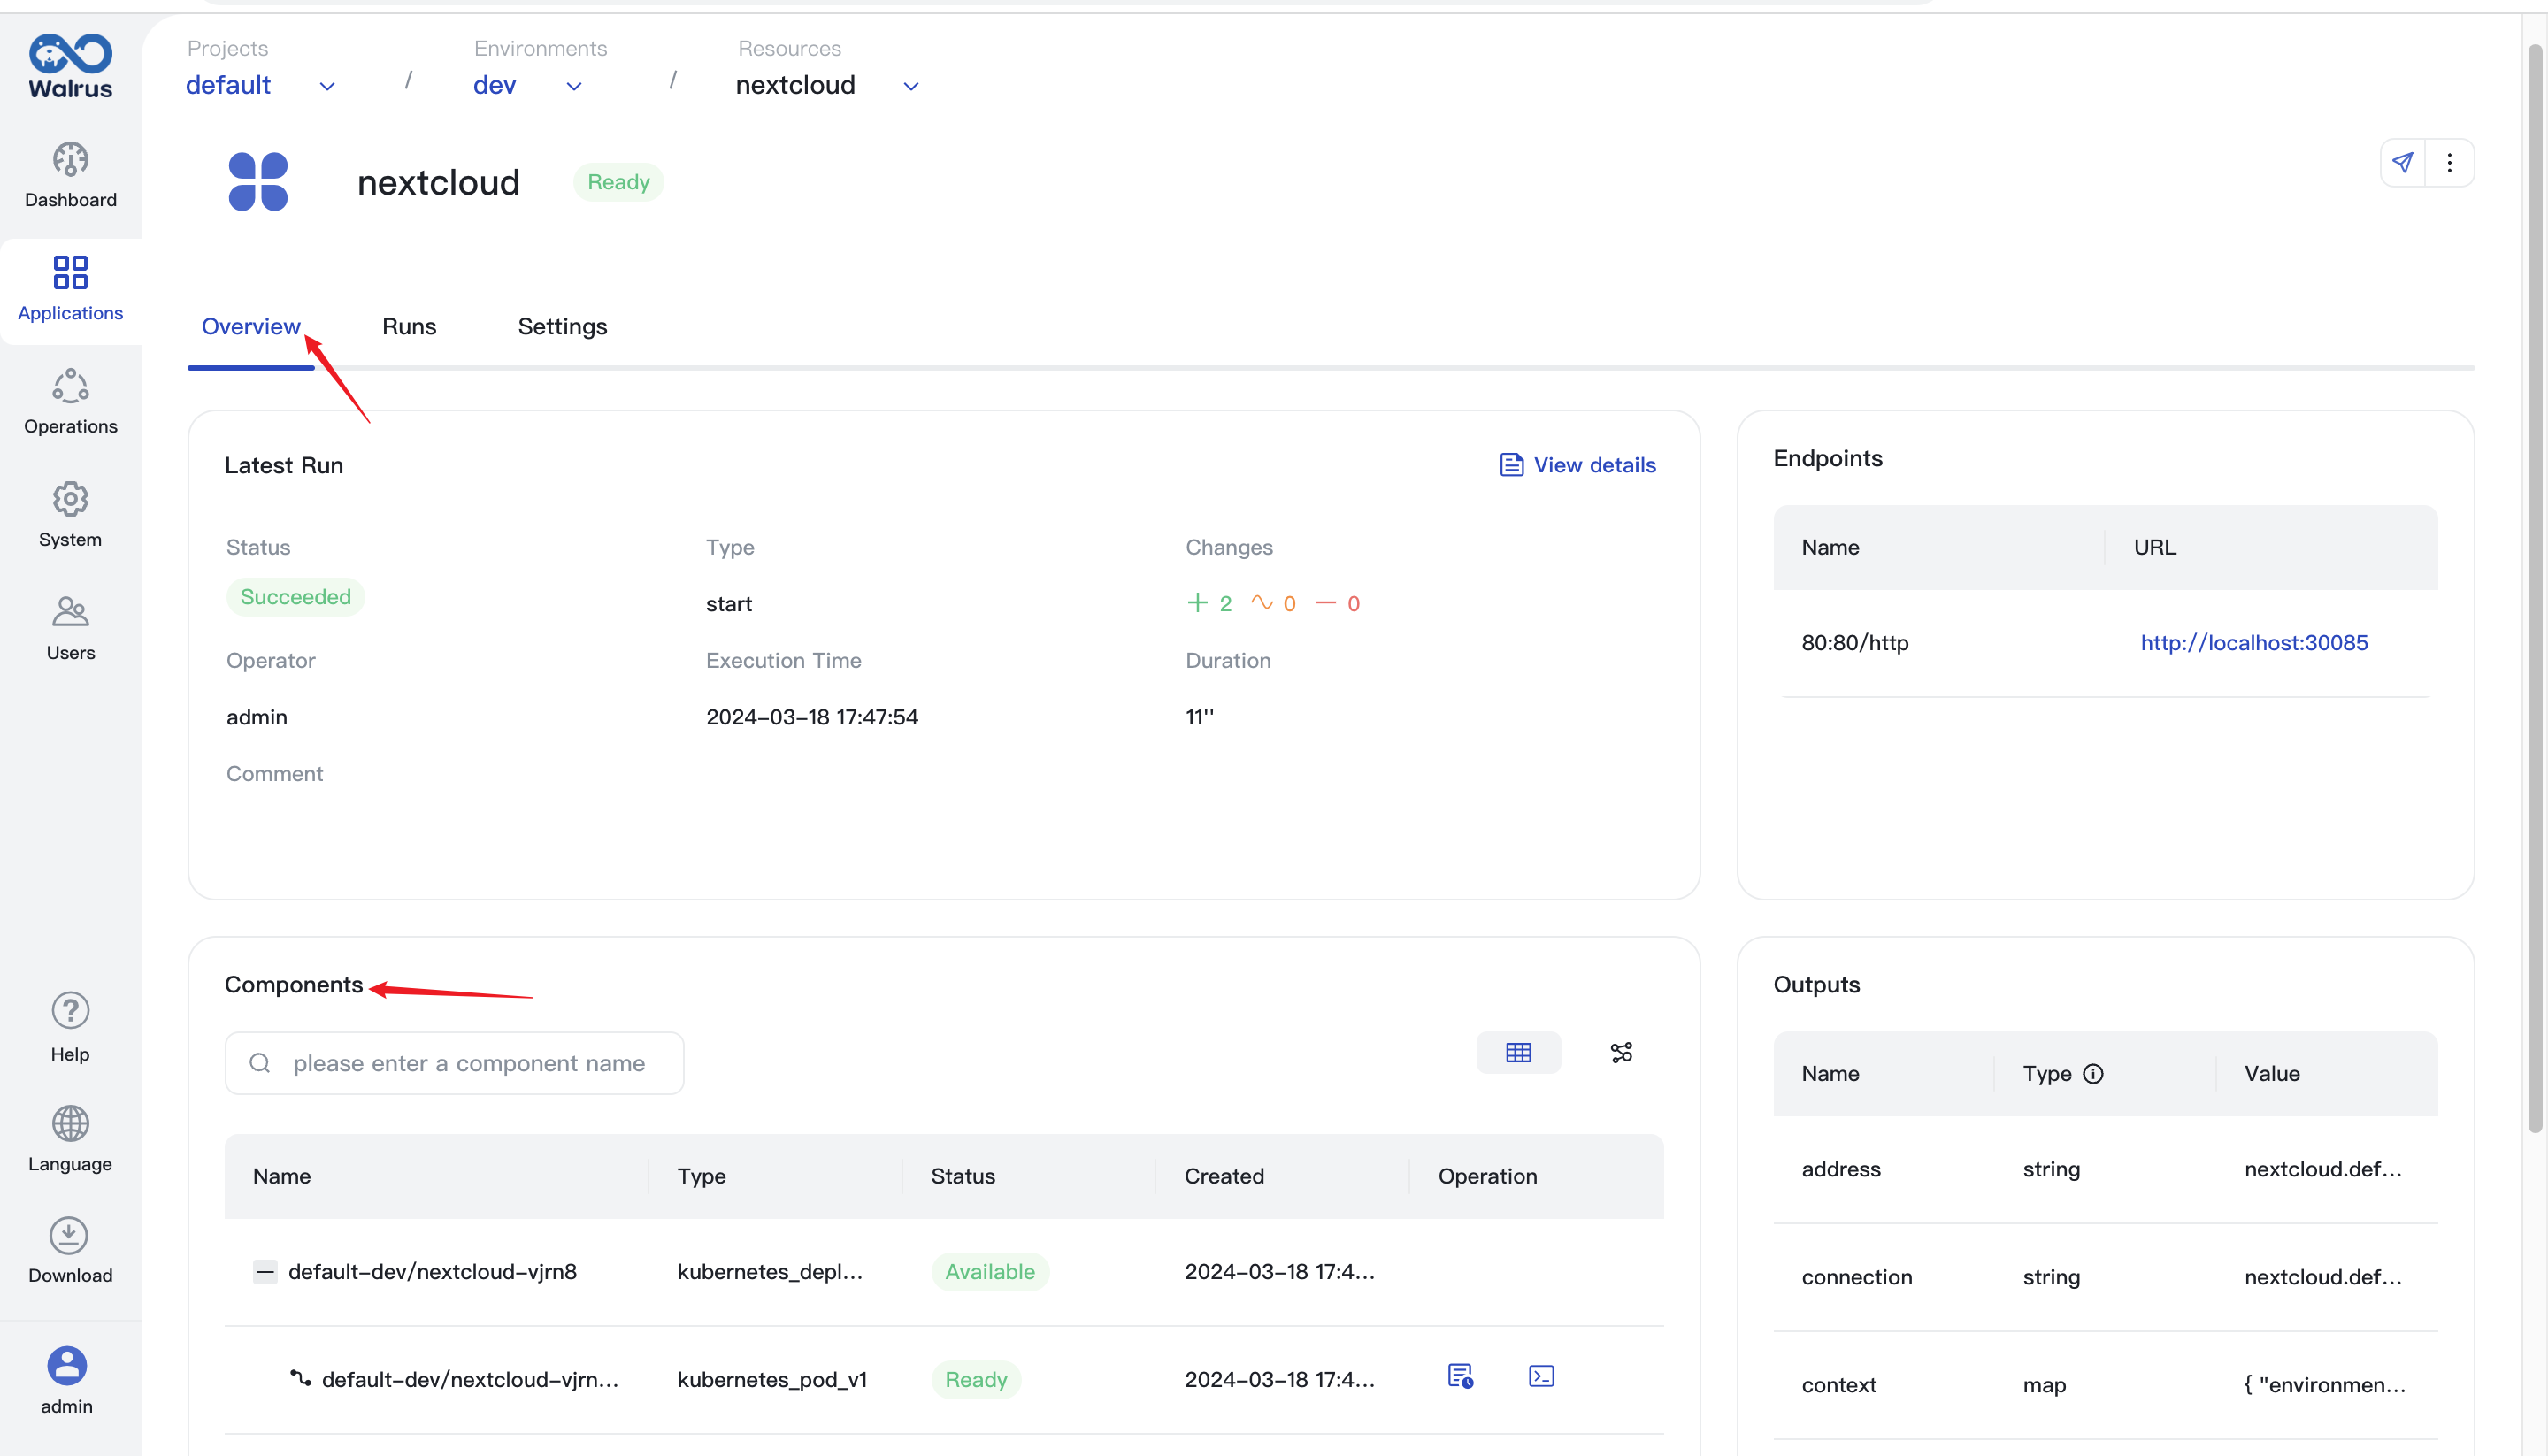 Walrus
Dashboard
Applications
Operations
System
Users
Help
Language
Download
admin
Projects
default
/
Environments
dev
/
Resources
nextcloud
nextcloud
Ready
Overview
Runs
Settings
Latest Run
View details
Status
Type
Changes
Succeeded
start
+ 2 0 — 0
Operator
Execution Time
Duration
admin
2024-03-18 17:47:54
11''
Comment
Endpoints
Name URL
80:80/http http://localhost:30085
Components
please enter a component name
Name Type Status Created Operation
default-dev/nextcloud-vjrn8 kubernetes_depl... Available 2024-03-18 17:4...
default-dev/nextcloud-vjrn... kubernetes_pod_v1 Ready 2024-03-18 17:4...
Outputs
Name Type Value
address string nextcloud.def...
connection string nextcloud.def...
context map { "environmen...